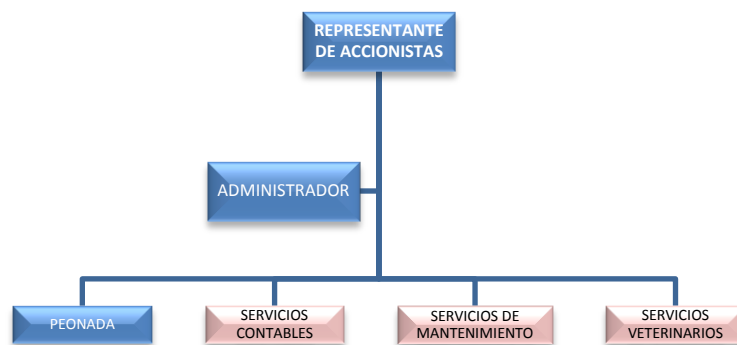 REPRESENTANTE
DE ACCIONISTAS
ADMINISTRADOR
PEONADA
SERVICIOS
CONTABLES
SERVICIOS DE
MANTENIMIENTO
SERVICIOS
VETERINARIOS